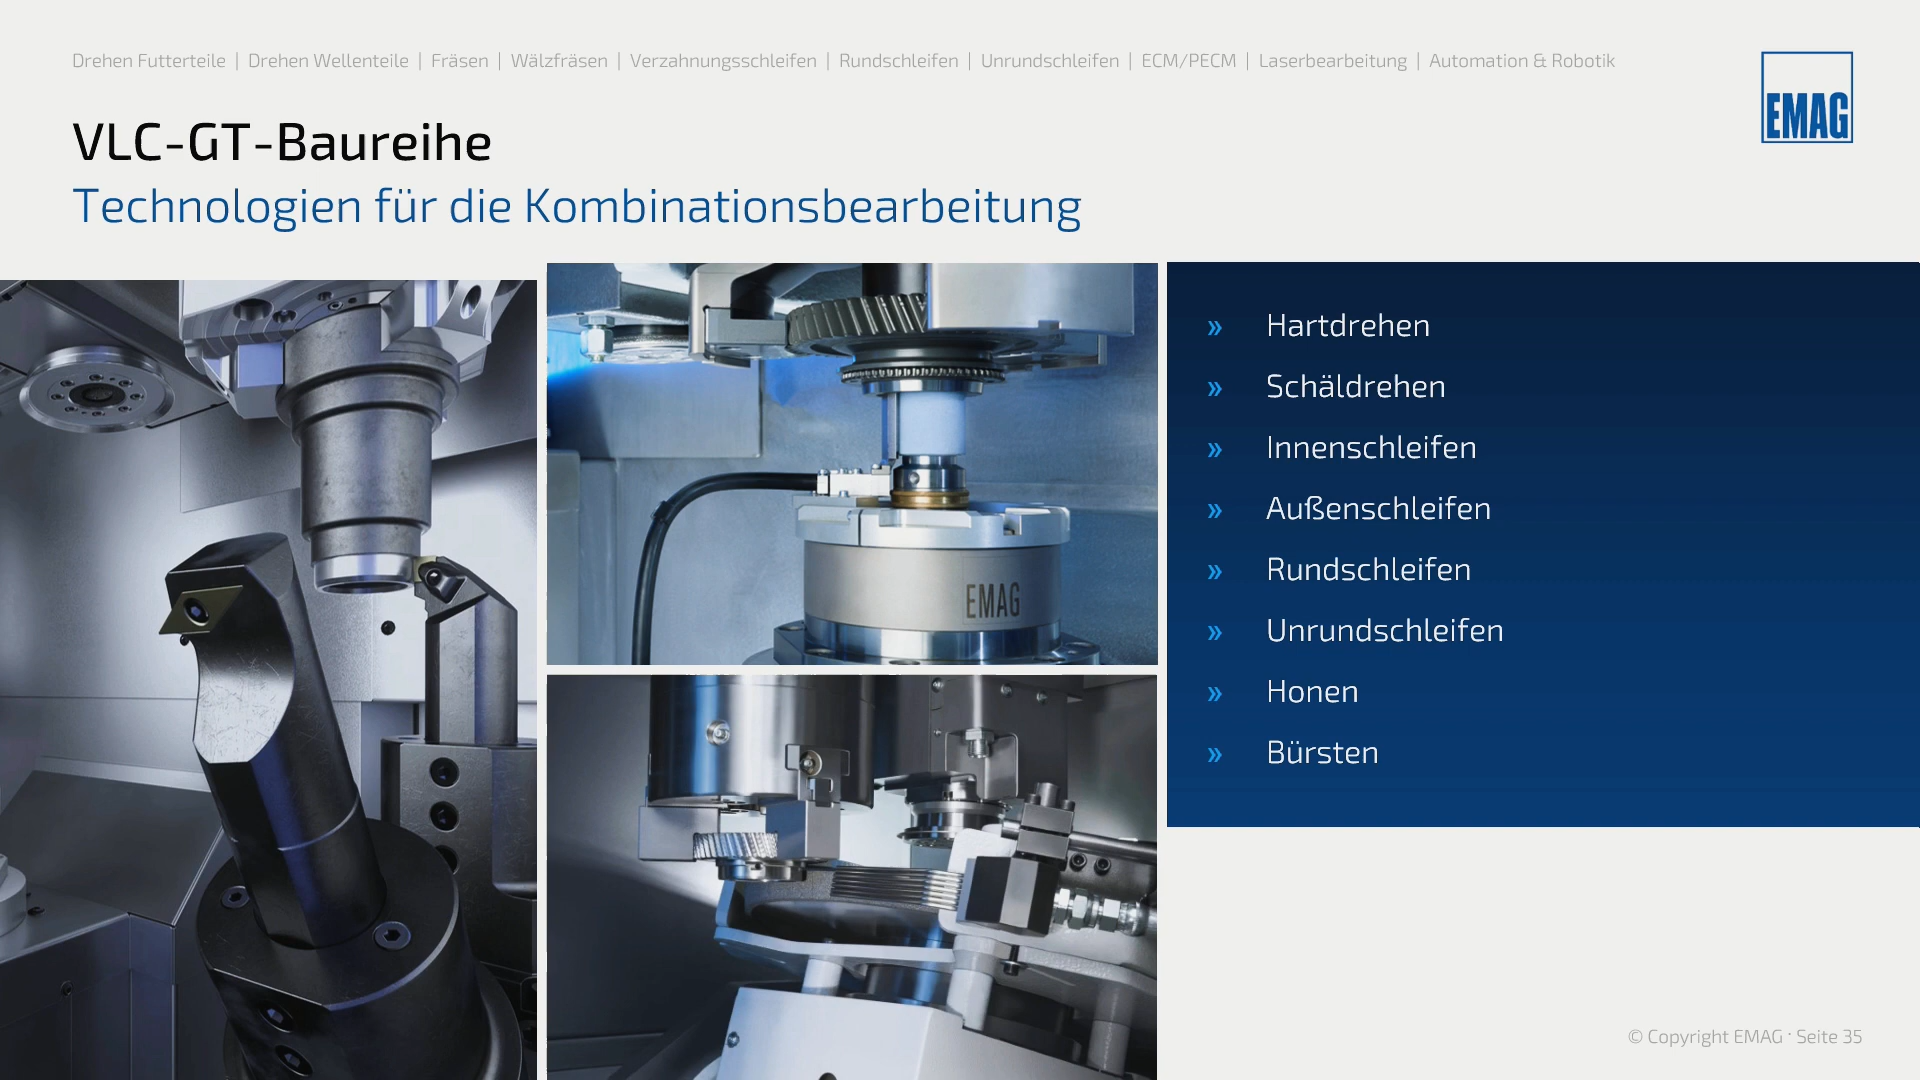 Drehen Futterteile | Drehen Wellenteile | Fräsen | Wälzfräsen | Verzahnungsschleifen | Rundschleifen | Unrundschleifen | ECM/PECM | Laserbearbeitung | Automation & Robotik
EMAG
VLC-GT-Baureihe
Technologien für die Kombinationsbearbeitung
EMAG
» Hartdrehen
» Schäldrehen
» Innenschleifen
» Außenschleifen
» Rundschleifen
» Unrundschleifen
» Honen
» Bürsten
© Copyright EMAG · Seite 35